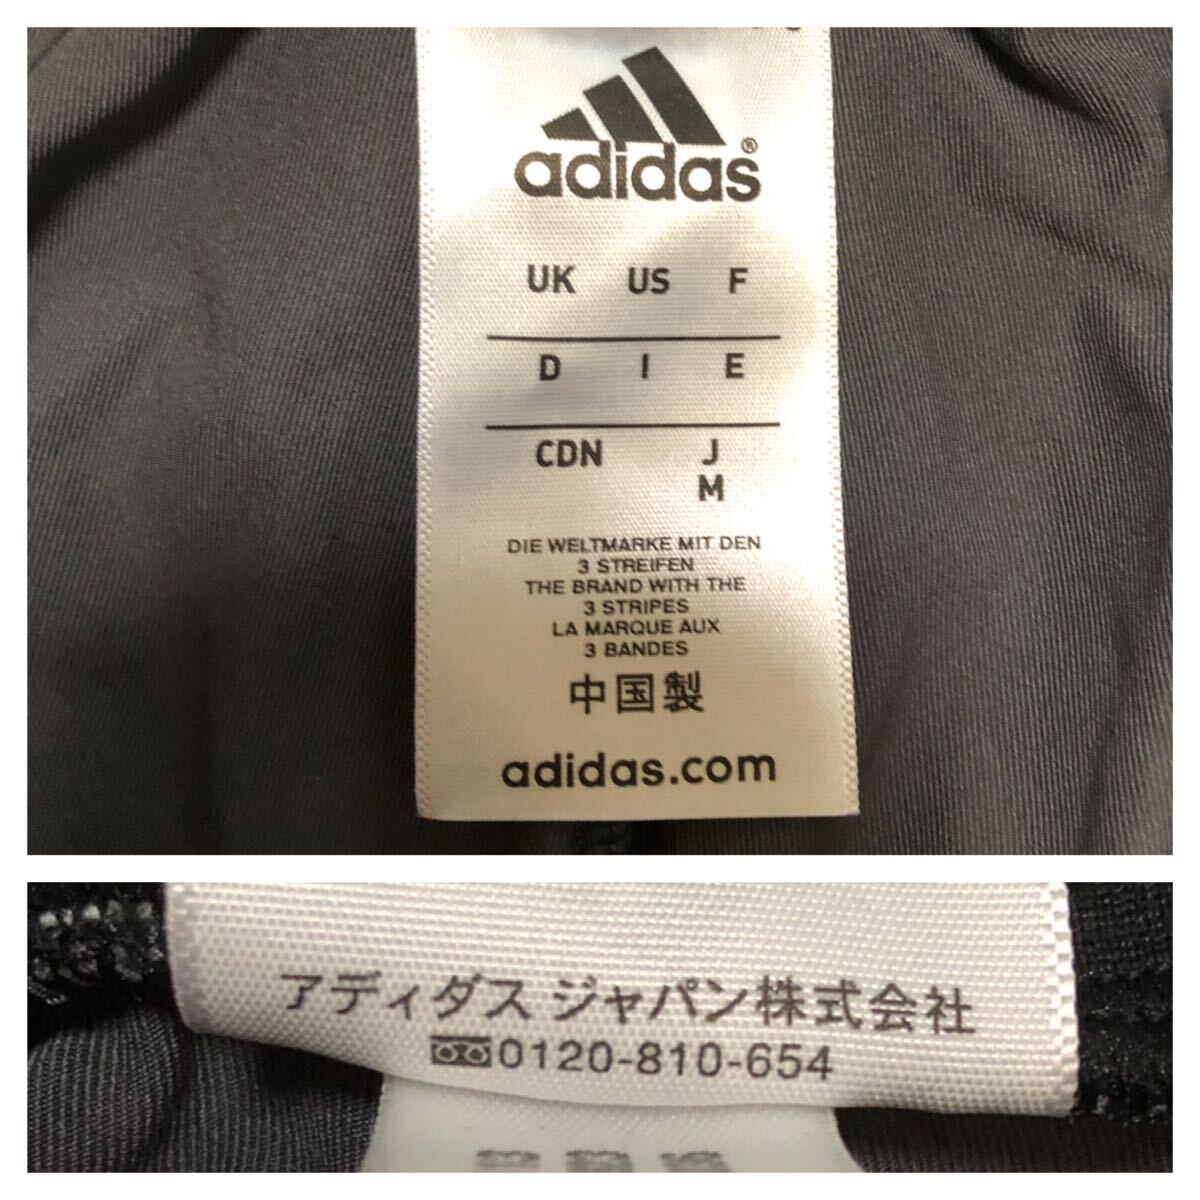 adidas®
UK US F
D I E
CDN J
M
DIE WELTMARKE MIT DEN
3 STREIFEN
THE BRAND WITH THE
3 STRIPES
LA MARQUE AUX
3 BANDES
中国製
adidas.com
アディダス ジャパン株式会社
0120-810-654